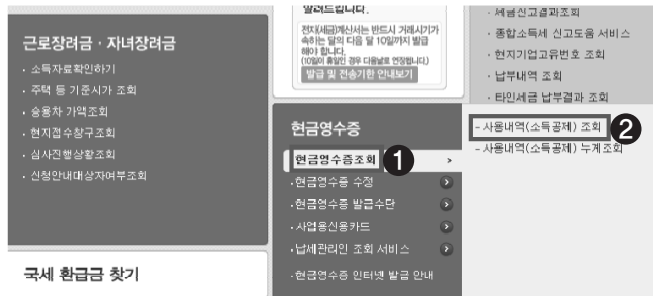 근로장려금 · 자녀장려금
· 소득자료확인하기
· 주택 등 기준시가 조회
· 승용차 가액조회
· 현지접수창구조회
· 심사진행상황조회
· 신청안내대상자여부조회
국세 환급금 찾기
알려드립니다.
전자(세금)계산서는 반드시 거래시기가
속하는 달의 다음 달 10일까지 발급
해야 합니다.
(10일이 휴일인 경우 다음날로 연장됩니다.)
발급 및 전송기한 안내보기
현금영수증
현금영수증조회 1 >
·현금영수증 수정
·현금영수증 발급수단
·사업용신용카드
·납세관리인 조회 서비스
·현금영수증 인터넷 발급 안내
· 세금신고결과조회
· 종합소득세 신고도움 서비스
· 현지기업고유번호 조회
· 납부내역 조회
· 타인세금 납부결과 조회
- 사용내역(소득공제) 조회 2
- 사용내역(소득공제) 누계조회